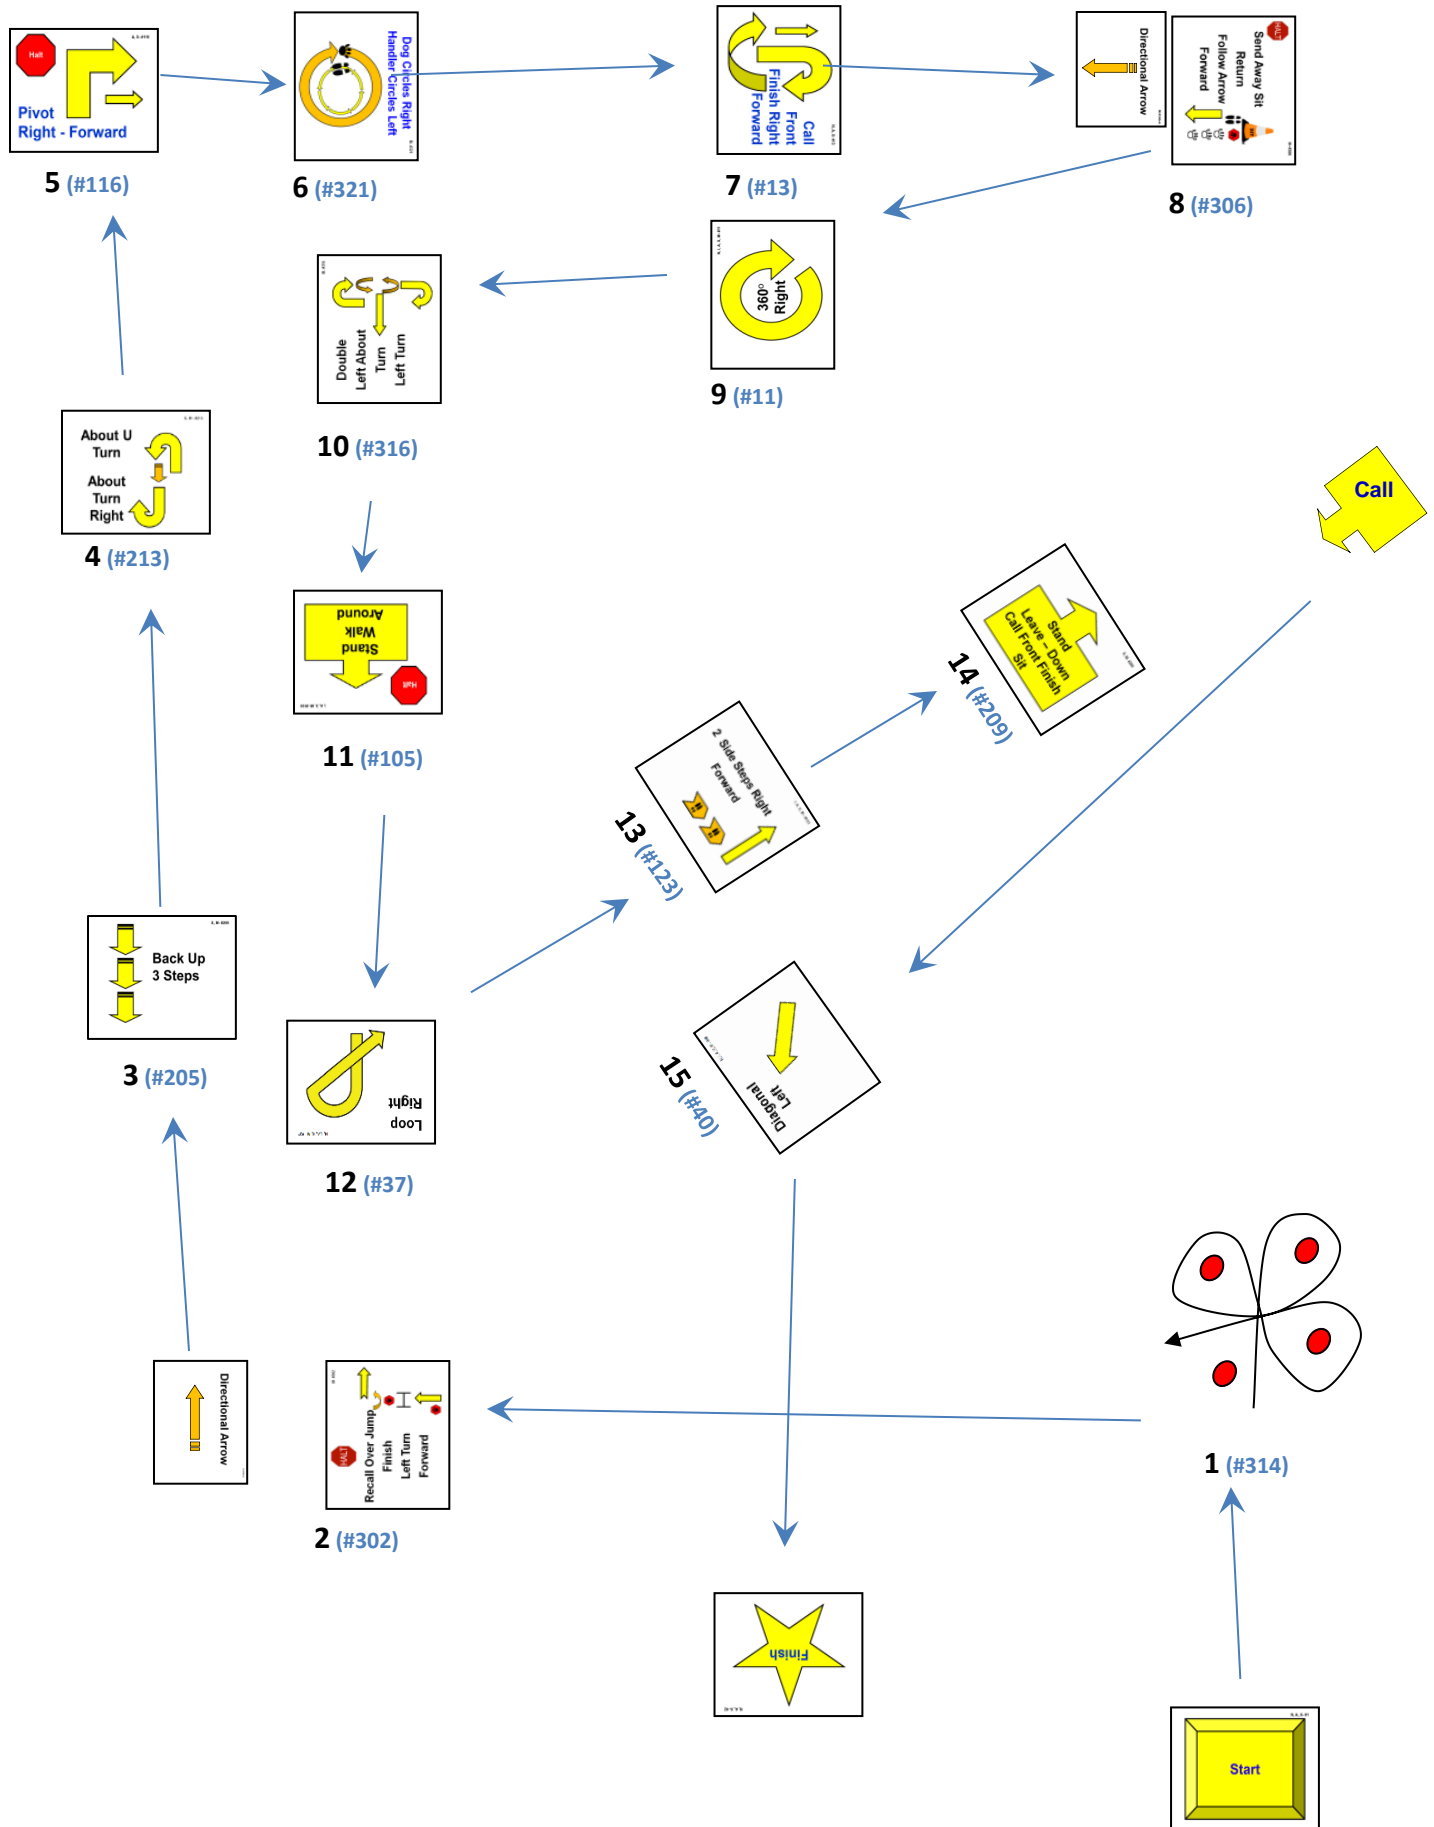 Halt
Pivot
Right - Forward
5 (#116)
Dog Circles Right
Handler Circles Left
6 (#321)
Call
Front
Finish Right
Forward
7 (#13)
Directional Arrow
HALT
Send Away Sit
Return
Follow Arrow
Forward
8 (#306)
360°
Right
9 (#11)
Double
Left About
Turn
Left Turn
10 (#316)
About U
Turn
About
Turn
Right
4 (#213)
Call
Halt
Stand
Walk
Around
11 (#105)
Stand
Leave – Down
Call Front Finish
Sit
14 (#209)
2 Side Steps Right
Forward
13 (#123)
Back Up
3 Steps
3 (#205)
Loop
Right
12 (#37)
Diagonal
Left
15 (#40)
Directional Arrow
HALT
Recall Over Jump
Finish
Left Turn
Forward
2 (#302)
1 (#314)
Finish
Start